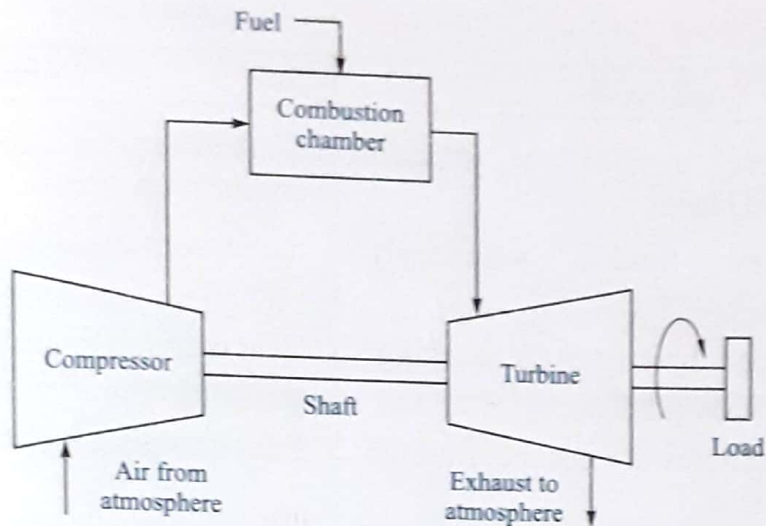 Fuel
Combustion
chamber
Compressor
Shaft
Turbine
Load
Air from
atmosphere
Exhaust to
atmosphere